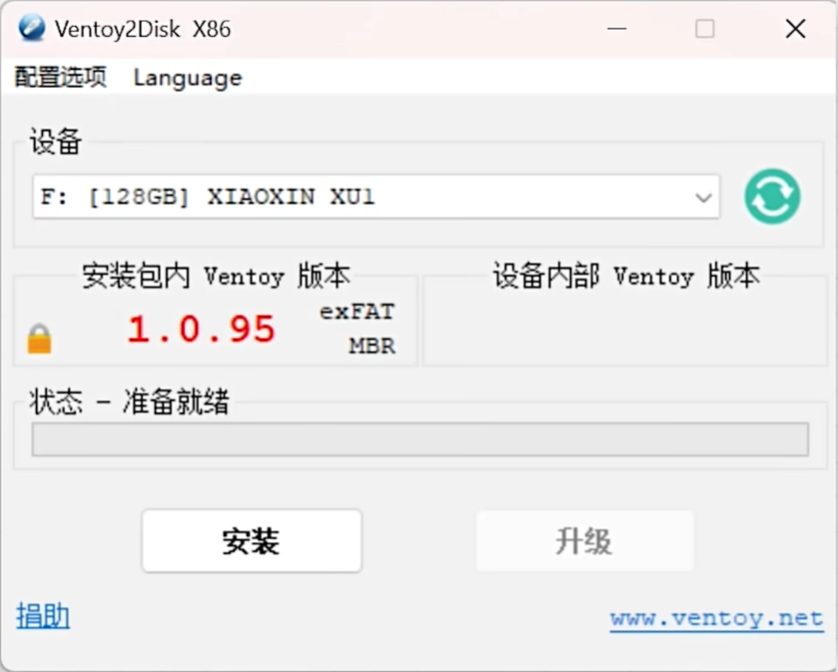 Ventoy2Disk X86
配置选项 Language
设备
F: [128GB] XIAOXIN XU1
安装包内 Ventoy 版本
设备内部 Ventoy 版本
1.0.95
exFAT
MBR
状态 - 准备就绪
安装
升级
捐助
www.ventoy.net